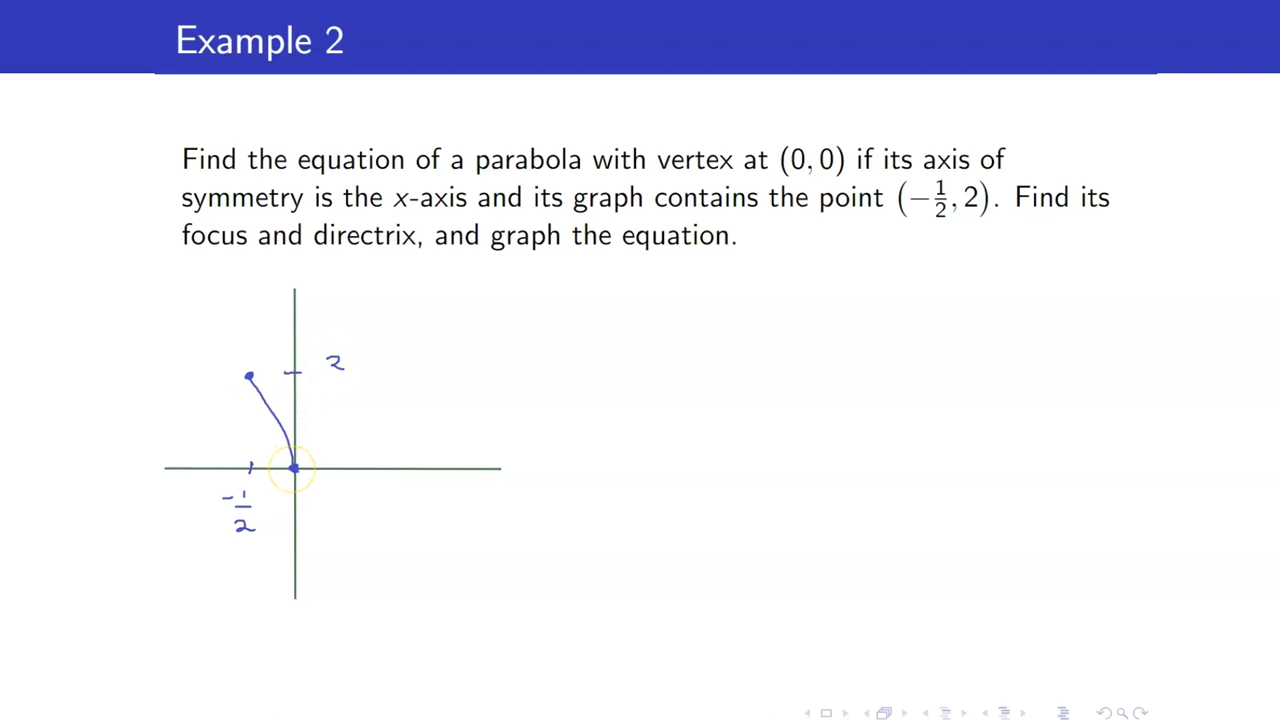 Example 2
Find the equation of a parabola with vertex at (0, 0) if its axis of
symmetry is the x-axis and its graph contains the point (−1/2, 2). Find its
focus and directrix, and graph the equation.
2
-1/2